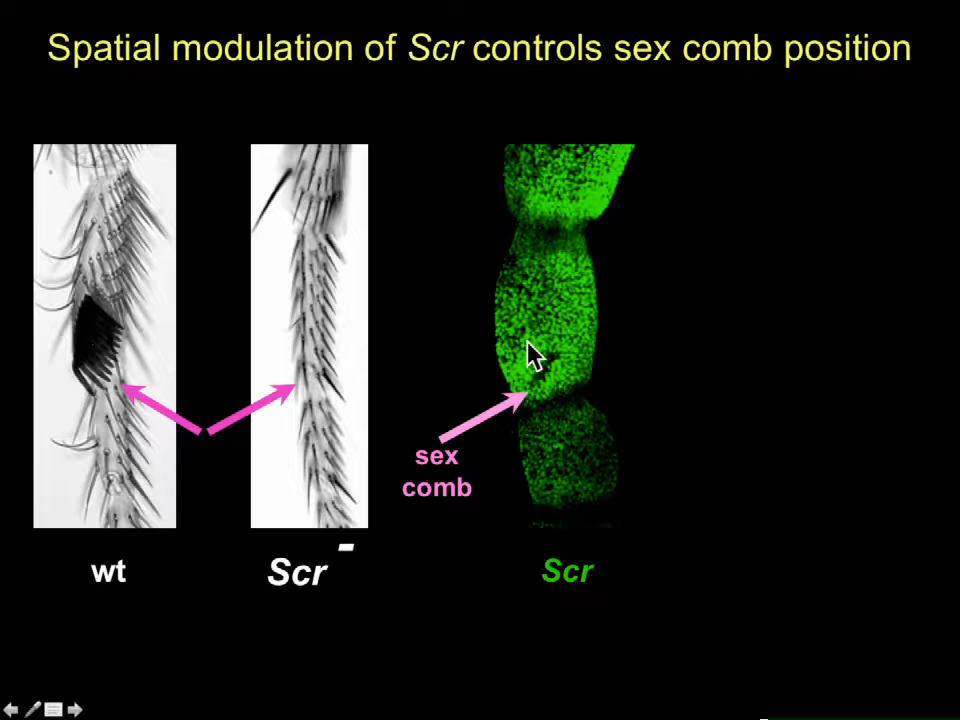 Spatial modulation of Scr controls sex comb position
sex
comb
wt
Scr -
Scr